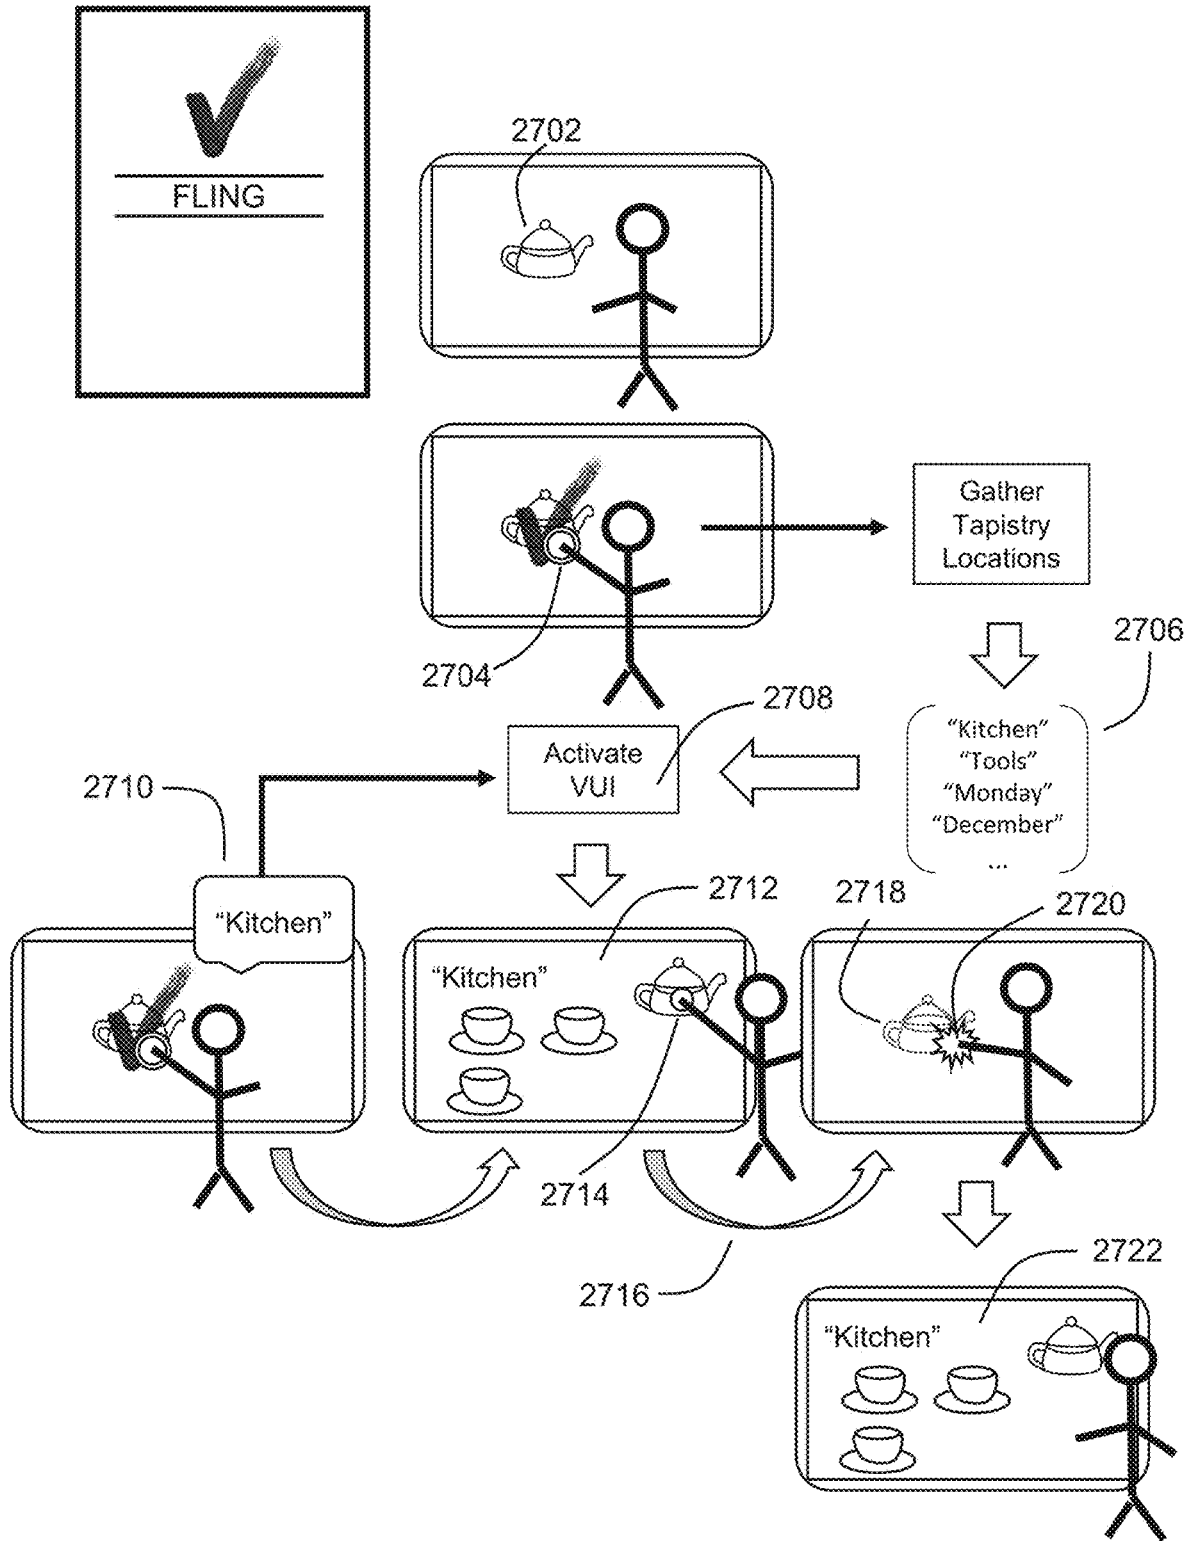 FLING
2702
Gather
Tapistry
Locations
2704
2706
2708
"Kitchen"
"Tools"
"Monday"
"December"
...
Activate
VUI
2710
"Kitchen"
2712
"Kitchen"
2718
2720
2714
2716
2722
"Kitchen"